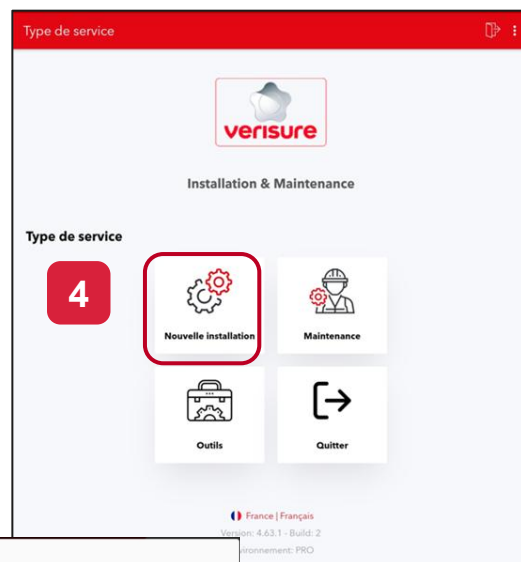 Type de service
verisure
Installation & Maintenance
Type de service
4
Nouvelle installation
Maintenance
Outils
Quitter
France | Français
Version: 4.63.1 - Build: 2
PRO